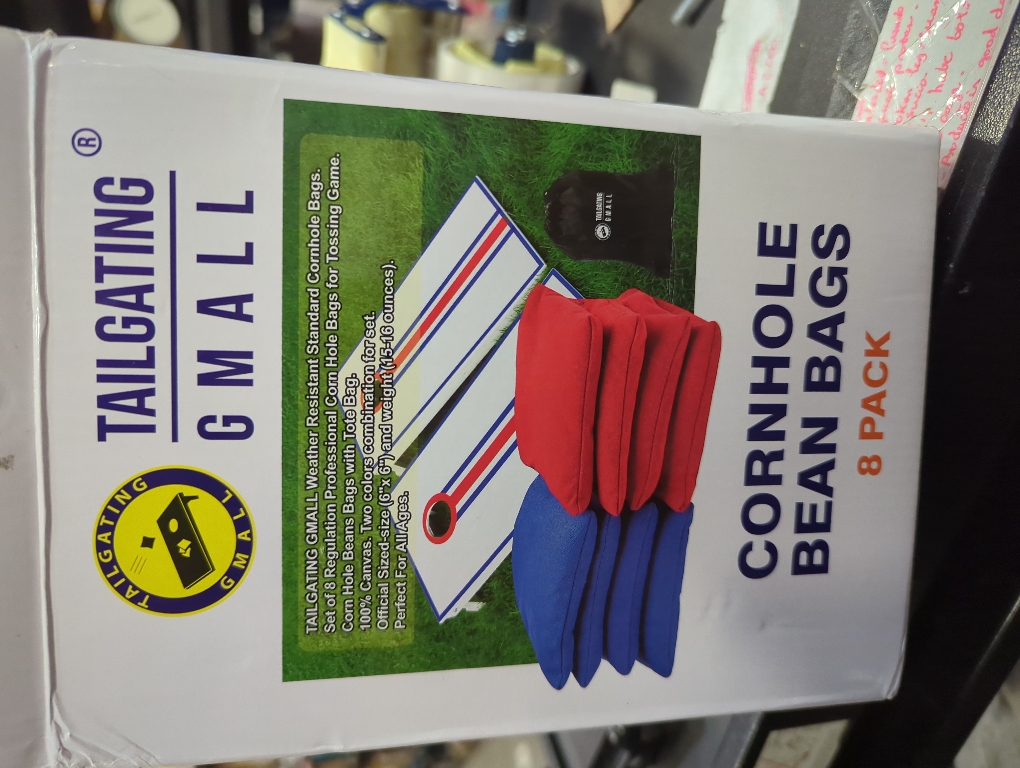 TAILGATING
GMALL
®
TAILGATING
GMALL
TAILGATING GMALL Weather Resistant Standard Cornhole Bags.
Set of 8 Regulation Professional Corn Hole Bags for Tossing Game.
Corn Hole Beans Bags with Tote Bag.
100% Canvas. Two colors combination for set.
Official Sized-size (6"x 6") and weight (15-16 ounces).
Perfect For All Ages.
TAILGATING
GMALL
CORNHOLE
BEAN BAGS
8 PACK